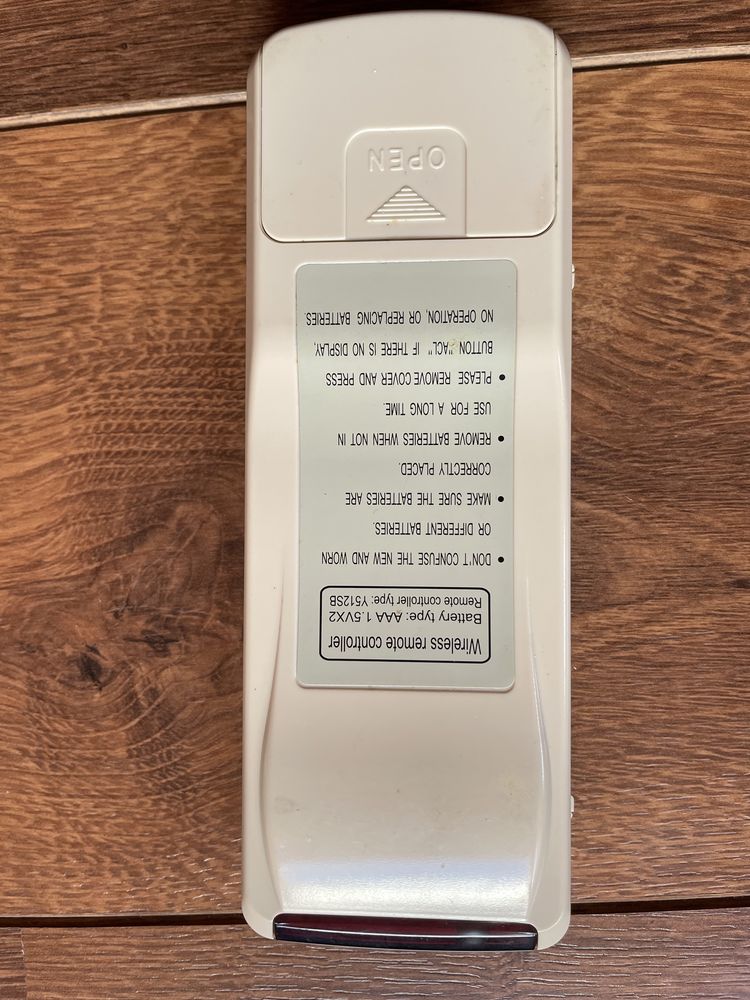 Wireless remote controller
Battery type: AAA 1.5VX2
Remote controller type: Y512SB
• DON'T CONFUSE THE NEW AND WORN
OR DIFFERENT BATTERIES.
• MAKE SURE THE BATTERIES ARE
CORRECTLY PLACED.
• REMOVE BATTERIES WHEN NOT IN
USE FOR A LONG TIME.
• PLEASE REMOVE COVER AND PRESS
BUTTON "ACL" IF THERE IS NO DISPLAY,
NO OPERATION, OR REPLACING BATTERIES.
OPEN